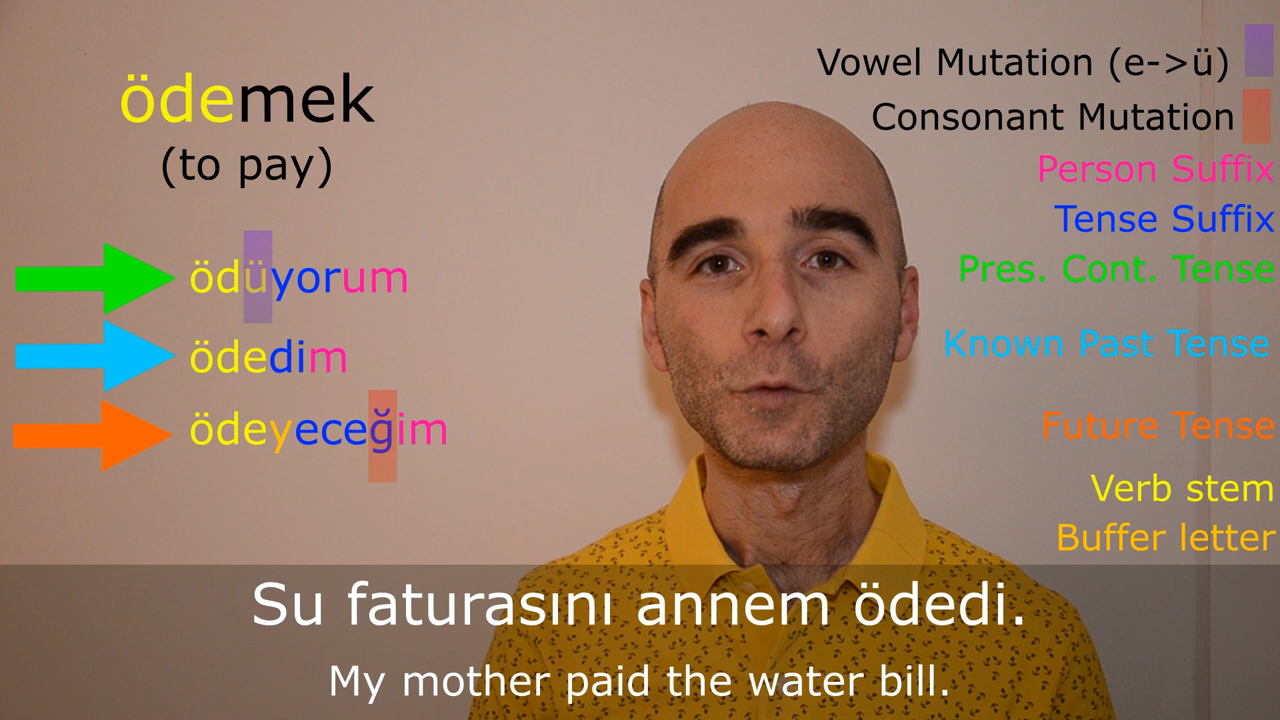 ödemek
(to pay)
ödüyorum
ödedim
ödeyeceğim
Vowel Mutation (e->ü)
Consonant Mutation
Person Suffix
Tense Suffix
Pres. Cont. Tense
Known Past Tense
Future Tense
Verb stem
Buffer letter
Su faturasını annem ödedi.
My mother paid the water bill.